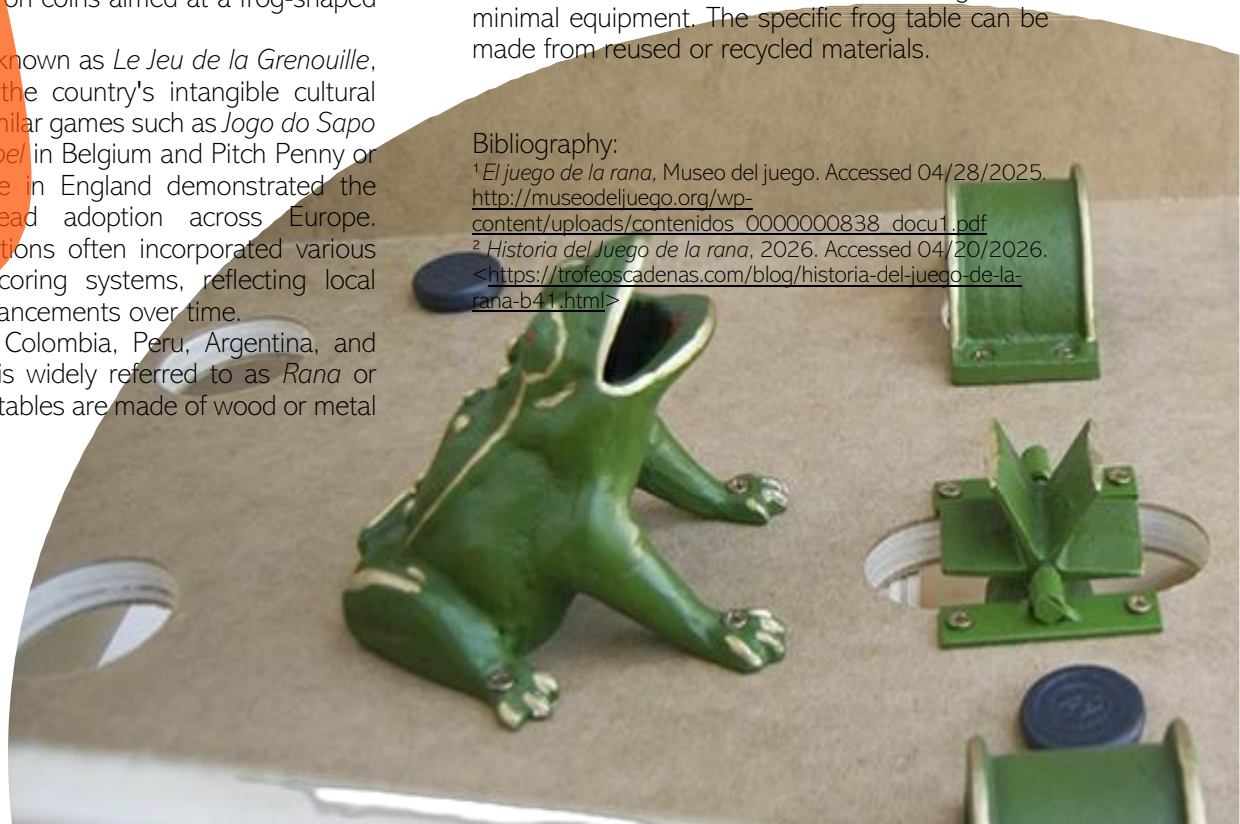 on coins aimed at a frog-shaped
known as Le Jeu de la Grenouille,
the country's intangible cultural
games such as Jogo do Sapo
in Belgium and Pitch Penny or
in England demonstrated the
adoption across Europe.
often incorporated various
scoring systems, reflecting local
over time.
Colombia, Peru, Argentina, and
is widely referred to as Rana or
tables are made of wood or metal
minimal equipment. The specific frog table can be
made from reused or recycled materials.
Bibliography:
¹ El juego de la rana, Museo del juego. Accessed 04/28/2025.
http://museodeljuego.org/wp-
content/uploads/contenidos_0000000838_docu1.pdf
² Historia del Juego de la rana, 2026. Accessed 04/20/2026.
<https://trofeoscadenas.com/blog/historia-del-juego-de-la-
rana-b41.html>